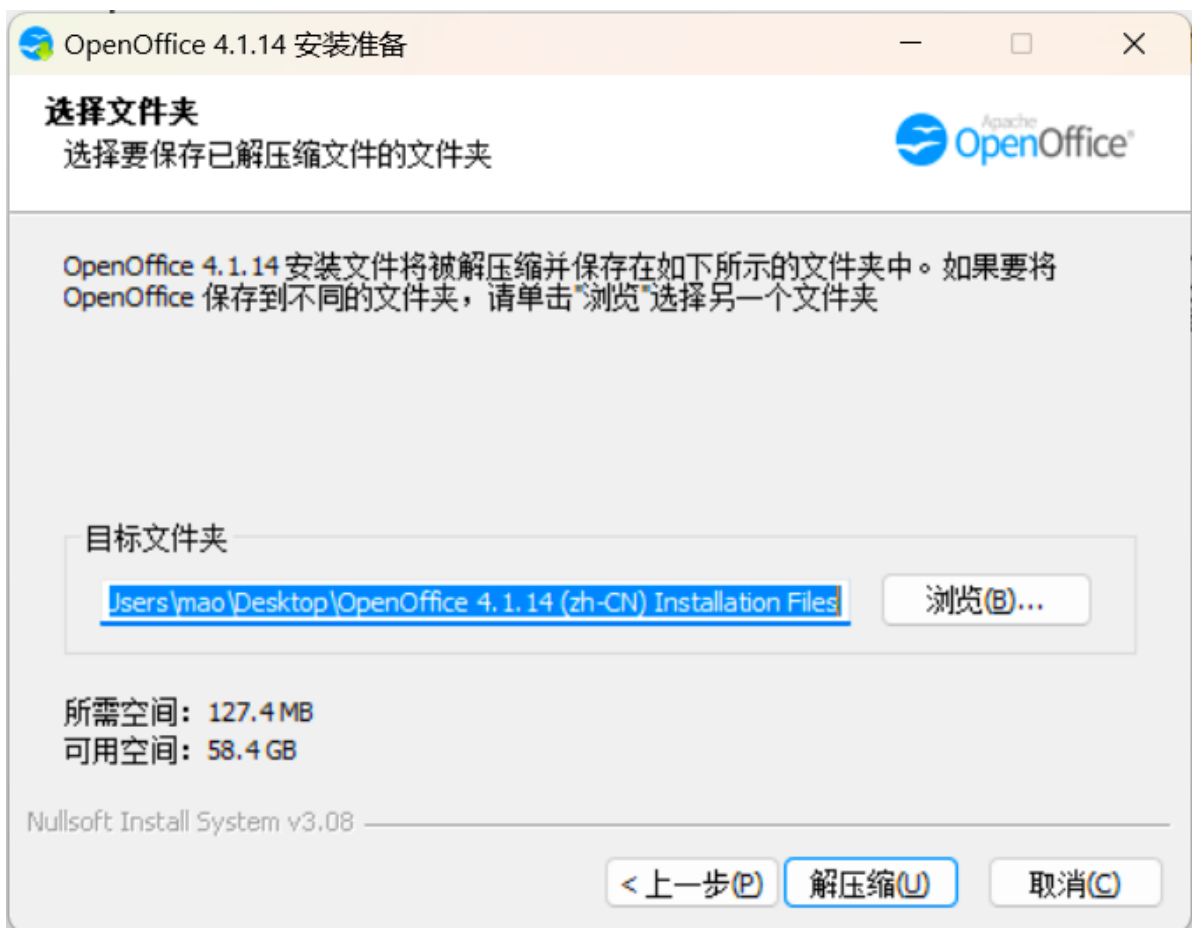 OpenOffice 4.1.14 安装准备
选择文件夹
选择要保存已解压缩文件的文件夹
Apache
OpenOffice
OpenOffice 4.1.14 安装文件将被解压缩并保存在如下所示的文件夹中。如果要将
OpenOffice 保存到不同的文件夹，请单击"浏览"选择另一个文件夹
目标文件夹
Jsers\mao\Desktop\OpenOffice 4.1.14 (zh-CN) Installation Files
浏览(B)...
所需空间: 127.4 MB
可用空间: 58.4 GB
Nullsoft Install System v3.08
< 上一步(P)
解压缩(U)
取消(C)